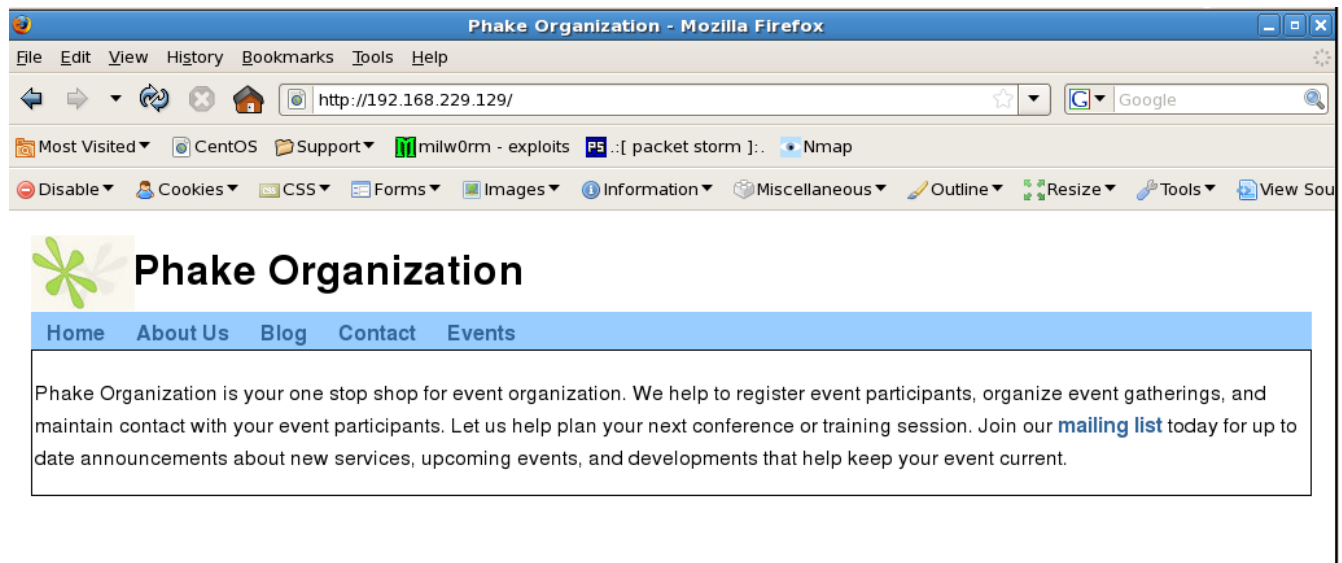 Phake Organization - Mozilla Firefox
File Edit View History Bookmarks Tools Help
http://192.168.229.129/ G Google
Most Visited CentOS Support milw0rm - exploits PS .:[ packet storm ]:. Nmap
Disable Cookies CSS Forms Images Information Miscellaneous Outline Resize Tools View Sou
Phake Organization
Home About Us Blog Contact Events
Phake Organization is your one stop shop for event organization. We help to register event participants, organize event gatherings, and
maintain contact with your event participants. Let us help plan your next conference or training session. Join our mailing list today for up to
date announcements about new services, upcoming events, and developments that help keep your event current.